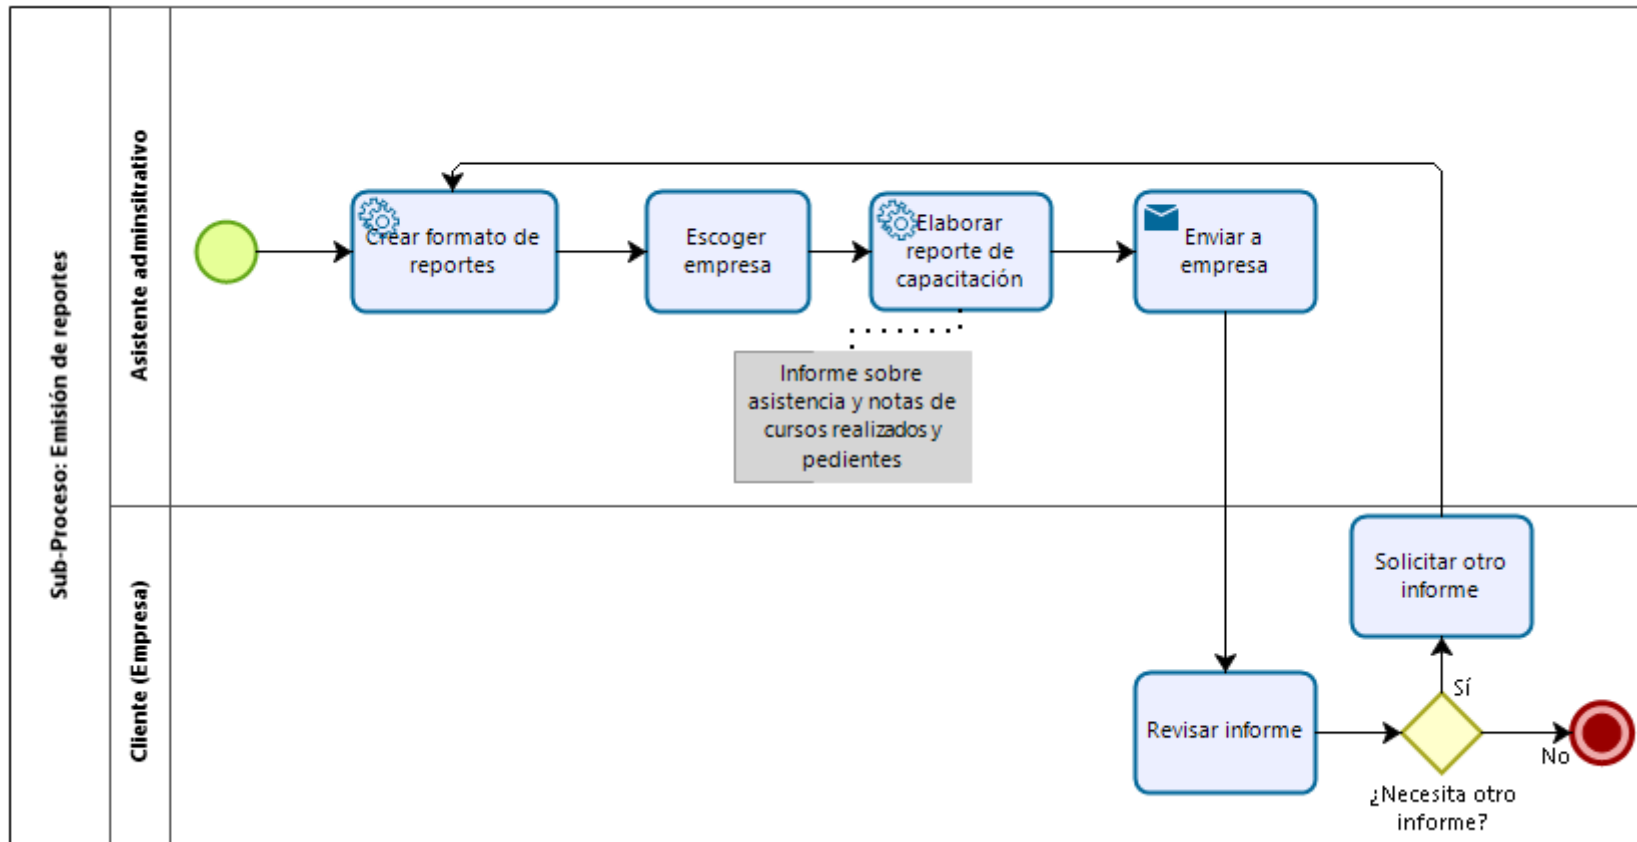 Sub-Proceso: Emisión de reportes
Asistente adminsitrativo
Crear formato de
reportes
Escoger
empresa
Elaborar
reporte de
capacitación
Enviar a
empresa
Informe sobre
asistencia y notas de
cursos realizados y
pedientes
Cliente (Empresa)
Solicitar otro
informe
Revisar informe
Sí
No
¿Necesita otro
informe?